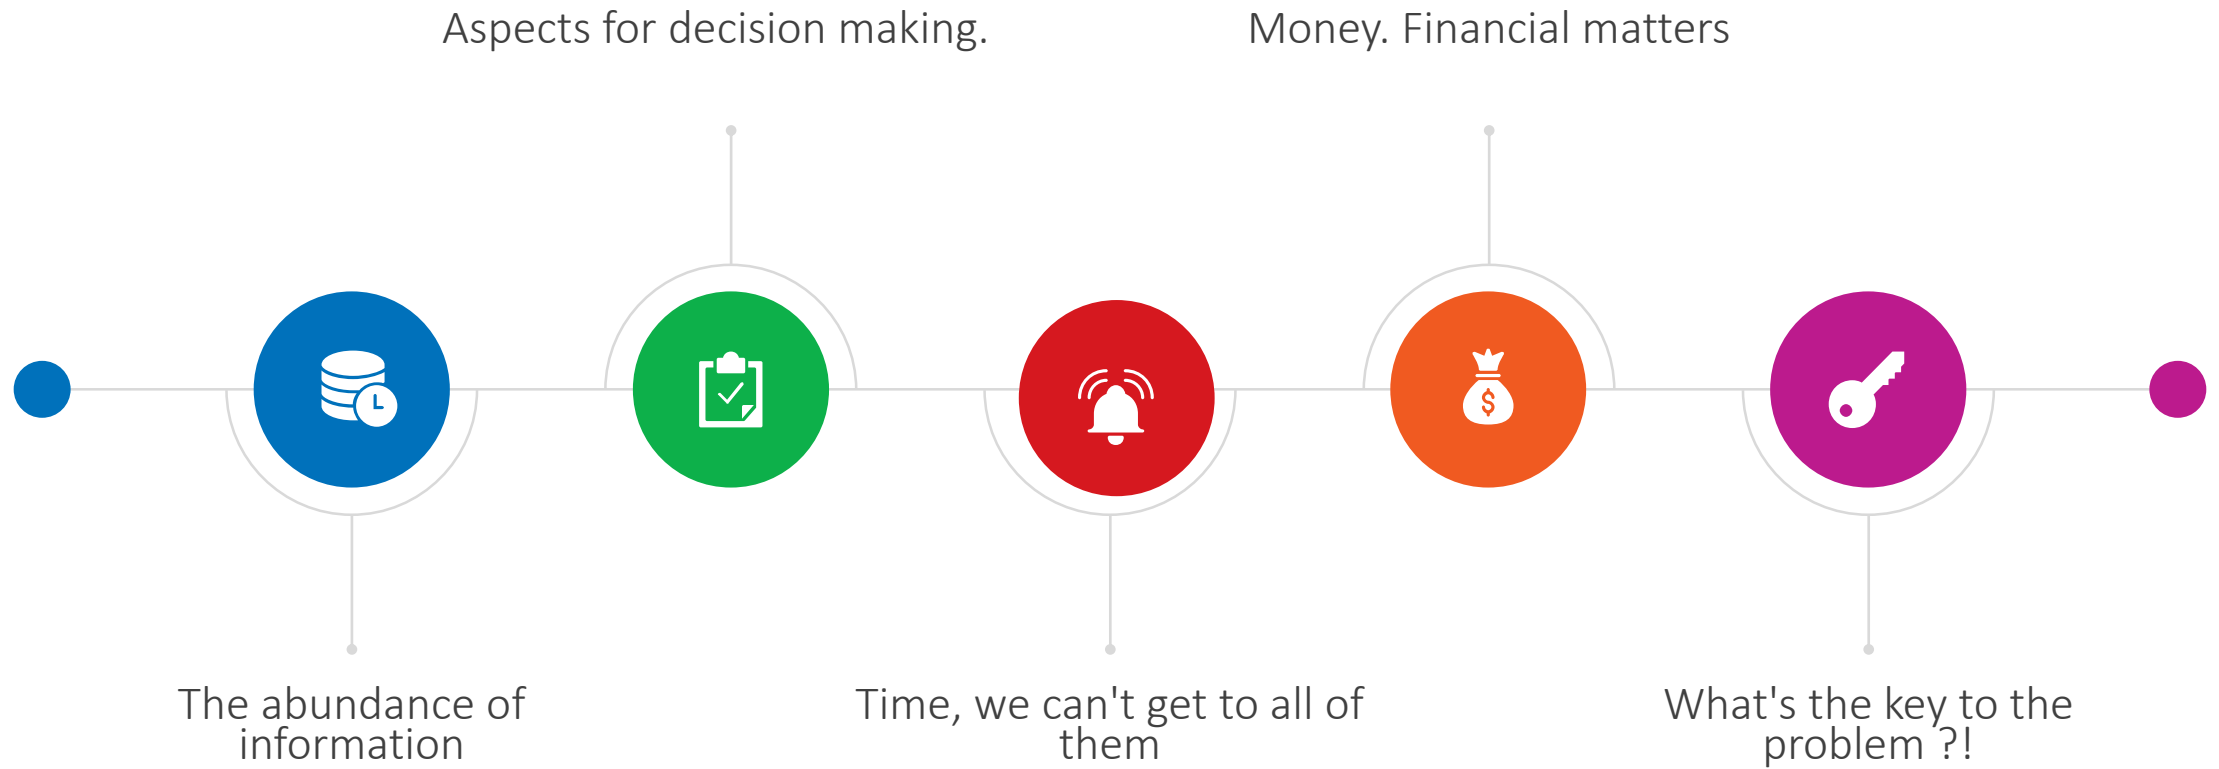 Aspects for decision making.
Money. Financial matters
$
The abundance of
information
Time, we can't get to all of
them
What's the key to the
problem ?!